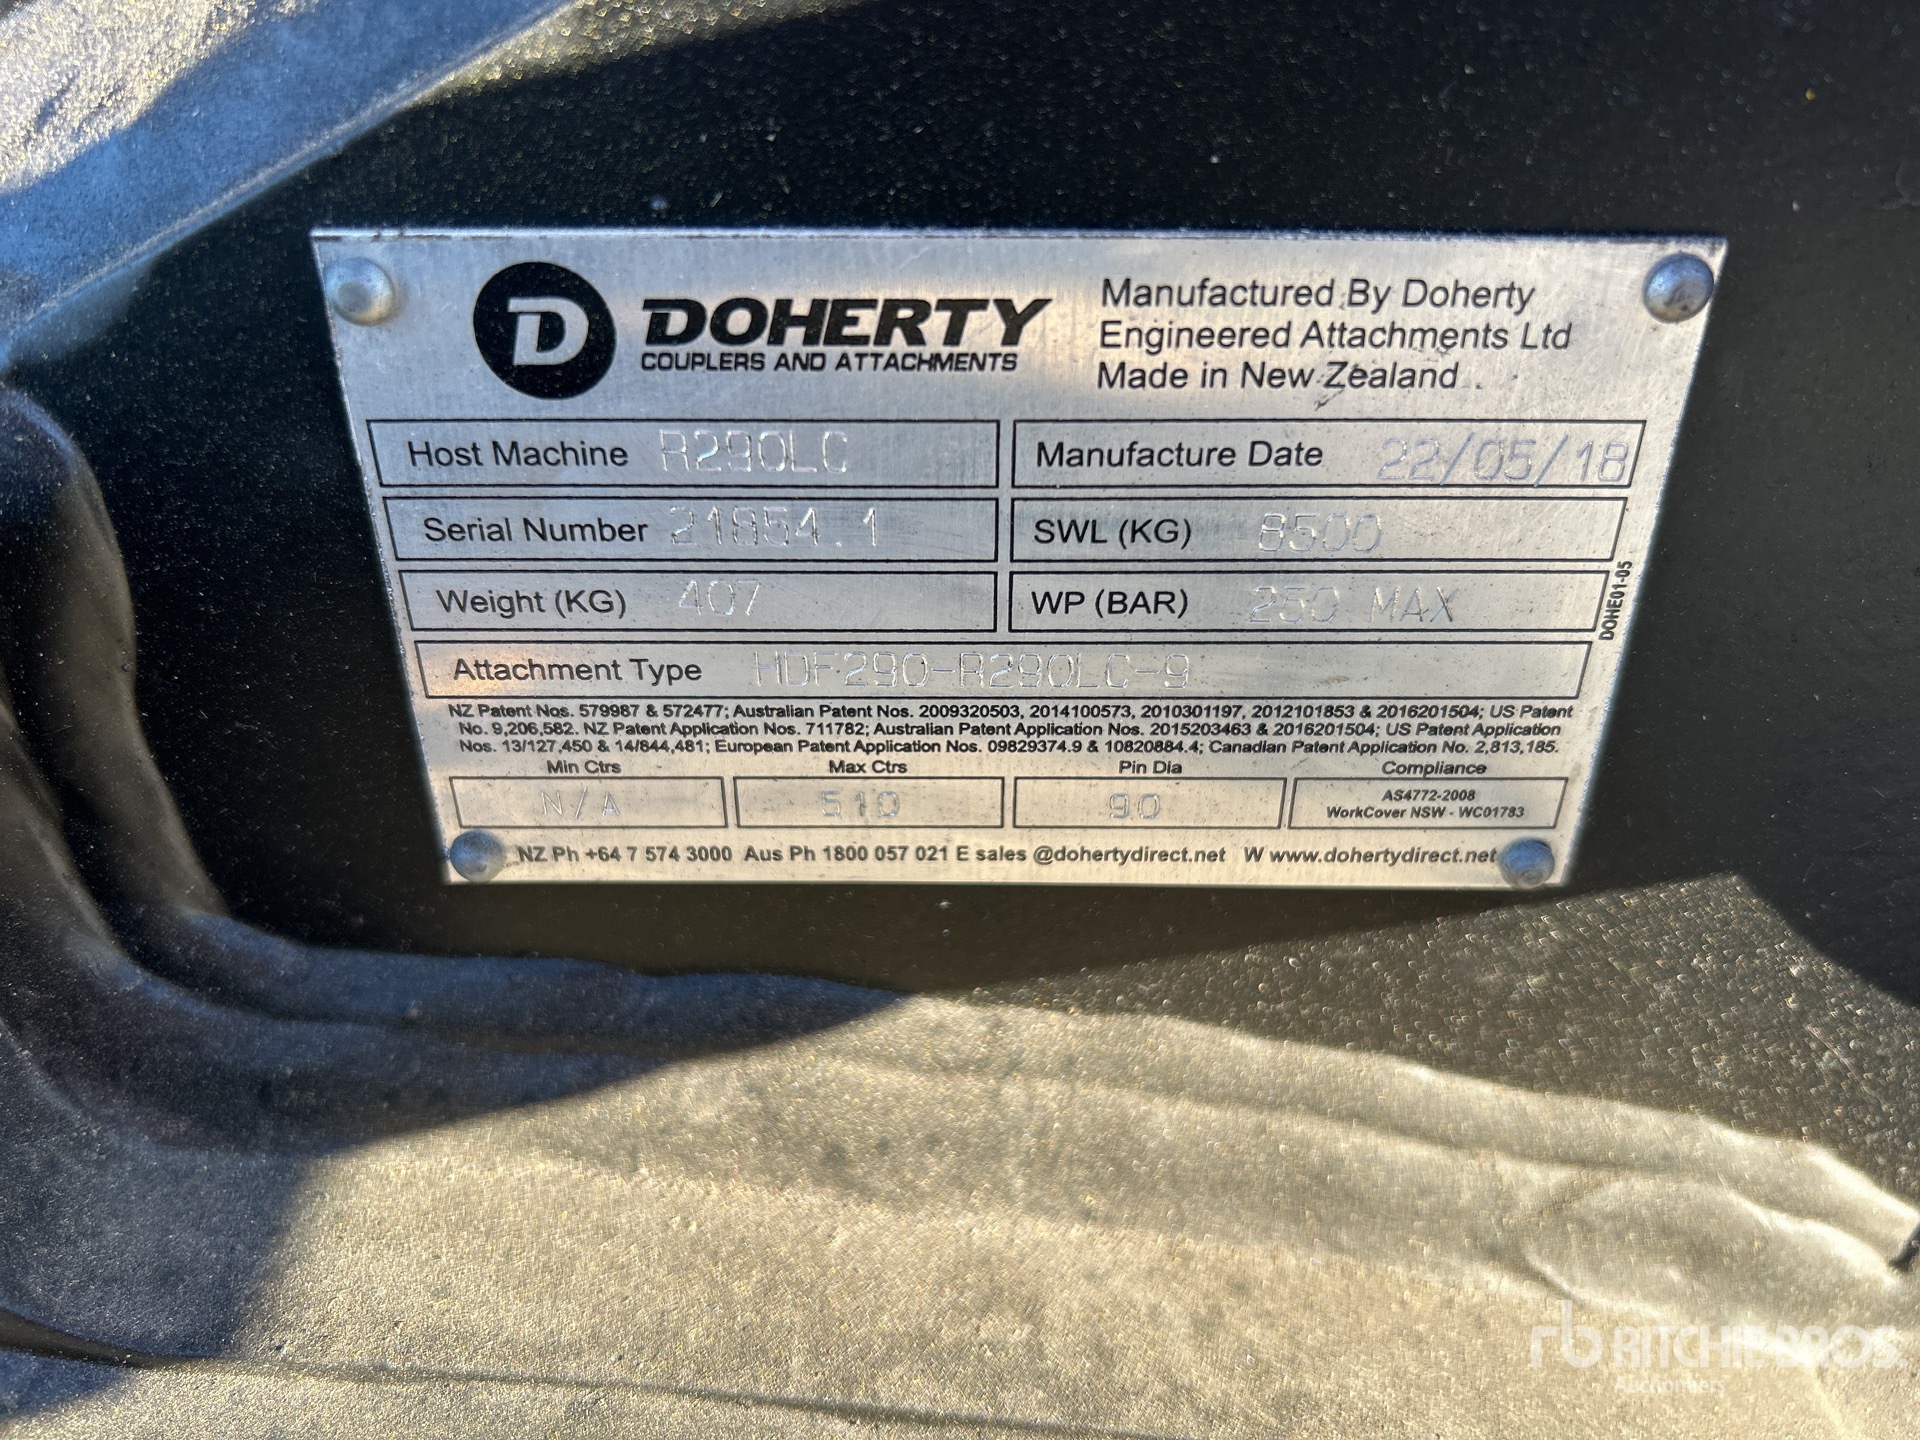 D DOHERTY
COUPLERS AND ATTACHMENTS
Manufactured By Doherty
Engineered Attachments Ltd
Made in New Zealand
Host Machine R290LC
Manufacture Date 22/05/18
Serial Number 21854.1
SWL (KG) 8500
Weight (KG) 407
WP (BAR) 250 MAX
DOHE01-05
Attachment Type HDF290-R290LC-9
NZ Patent Nos. 579987 & 572477; Australian Patent Nos. 2009320503, 2014100573, 2010301197, 2012101853 & 2016201504; US Patent
No. 9,206,582. NZ Patent Application Nos. 711782; Australian Patent Application Nos. 2015203463 & 2016201504; US Patent Application
Nos. 13/127,450 & 14/644,481; European Patent Application Nos. 09829374.9 & 10820884.4; Canadian Patent Application No. 2,813,185.
Min Ctrs Max Ctrs Pin Dia Compliance
N/A 510 90 AS4772-2008
WorkCover NSW - WC01783
NZ Ph +64 7 574 3000 Aus Ph 1800 057 021 E sales @dohertydirect.net W www.dohertydirect.net
rb RITCHIE BROS.
Auctioneers